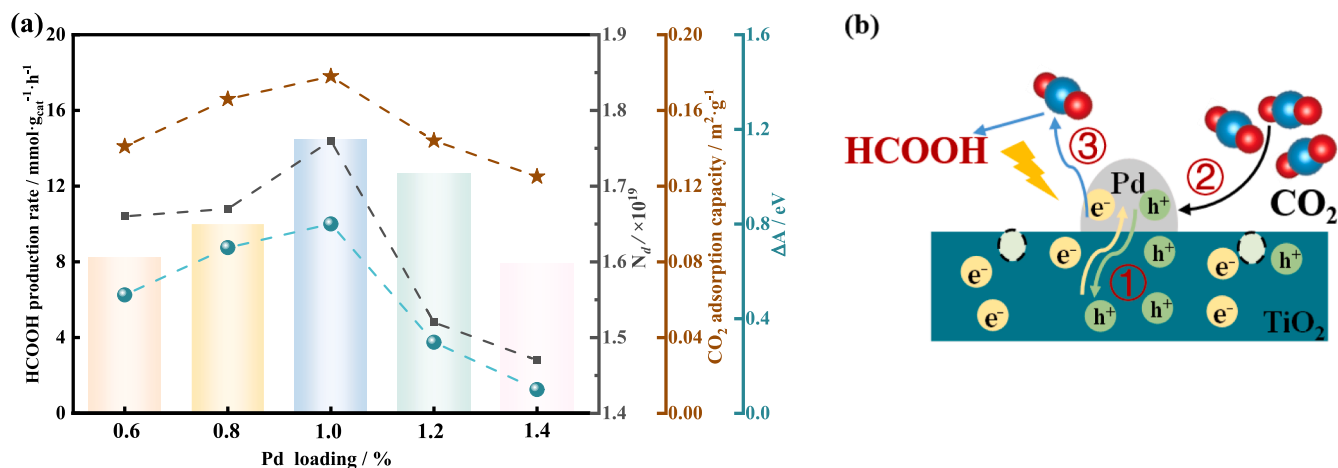 (a)
HCOOH production rate / mmol·g_cat⁻¹·h⁻¹
20
16
12
8
4
0
0.6 0.8 1.0 1.2 1.4
Pd loading / %
1.9
1.8
1.7
1.6
1.5
1.4
N_d / ×10¹⁹
0.20
0.16
0.12
0.08
0.04
0.00
CO₂ adsorption capacity / m²·g⁻¹
1.6
1.2
0.8
0.4
0.0
ΔA / eV
(b)
HCOOH
③
②
Pd
CO₂
e⁻ h⁺
e⁻ e⁻ h⁺ e⁻ h⁺
①
e⁻ h⁺ h⁺ e⁻
TiO₂